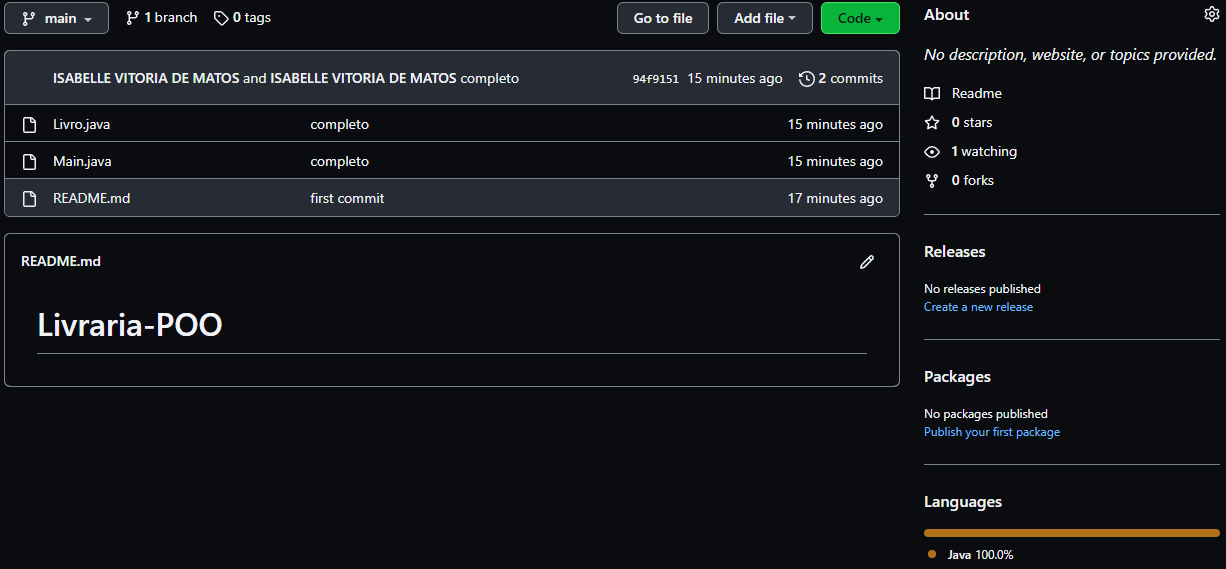 main 1 branch 0 tags Go to file Add file Code
ISABELLE VITORIA DE MATOS and ISABELLE VITORIA DE MATOS completo 94f9151 15 minutes ago 2 commits
Livro.java completo 15 minutes ago
Main.java completo 15 minutes ago
README.md first commit 17 minutes ago
README.md
Livraria-POO
About
No description, website, or topics provided.
Readme
0 stars
1 watching
0 forks
Releases
No releases published
Create a new release
Packages
No packages published
Publish your first package
Languages
Java 100.0%